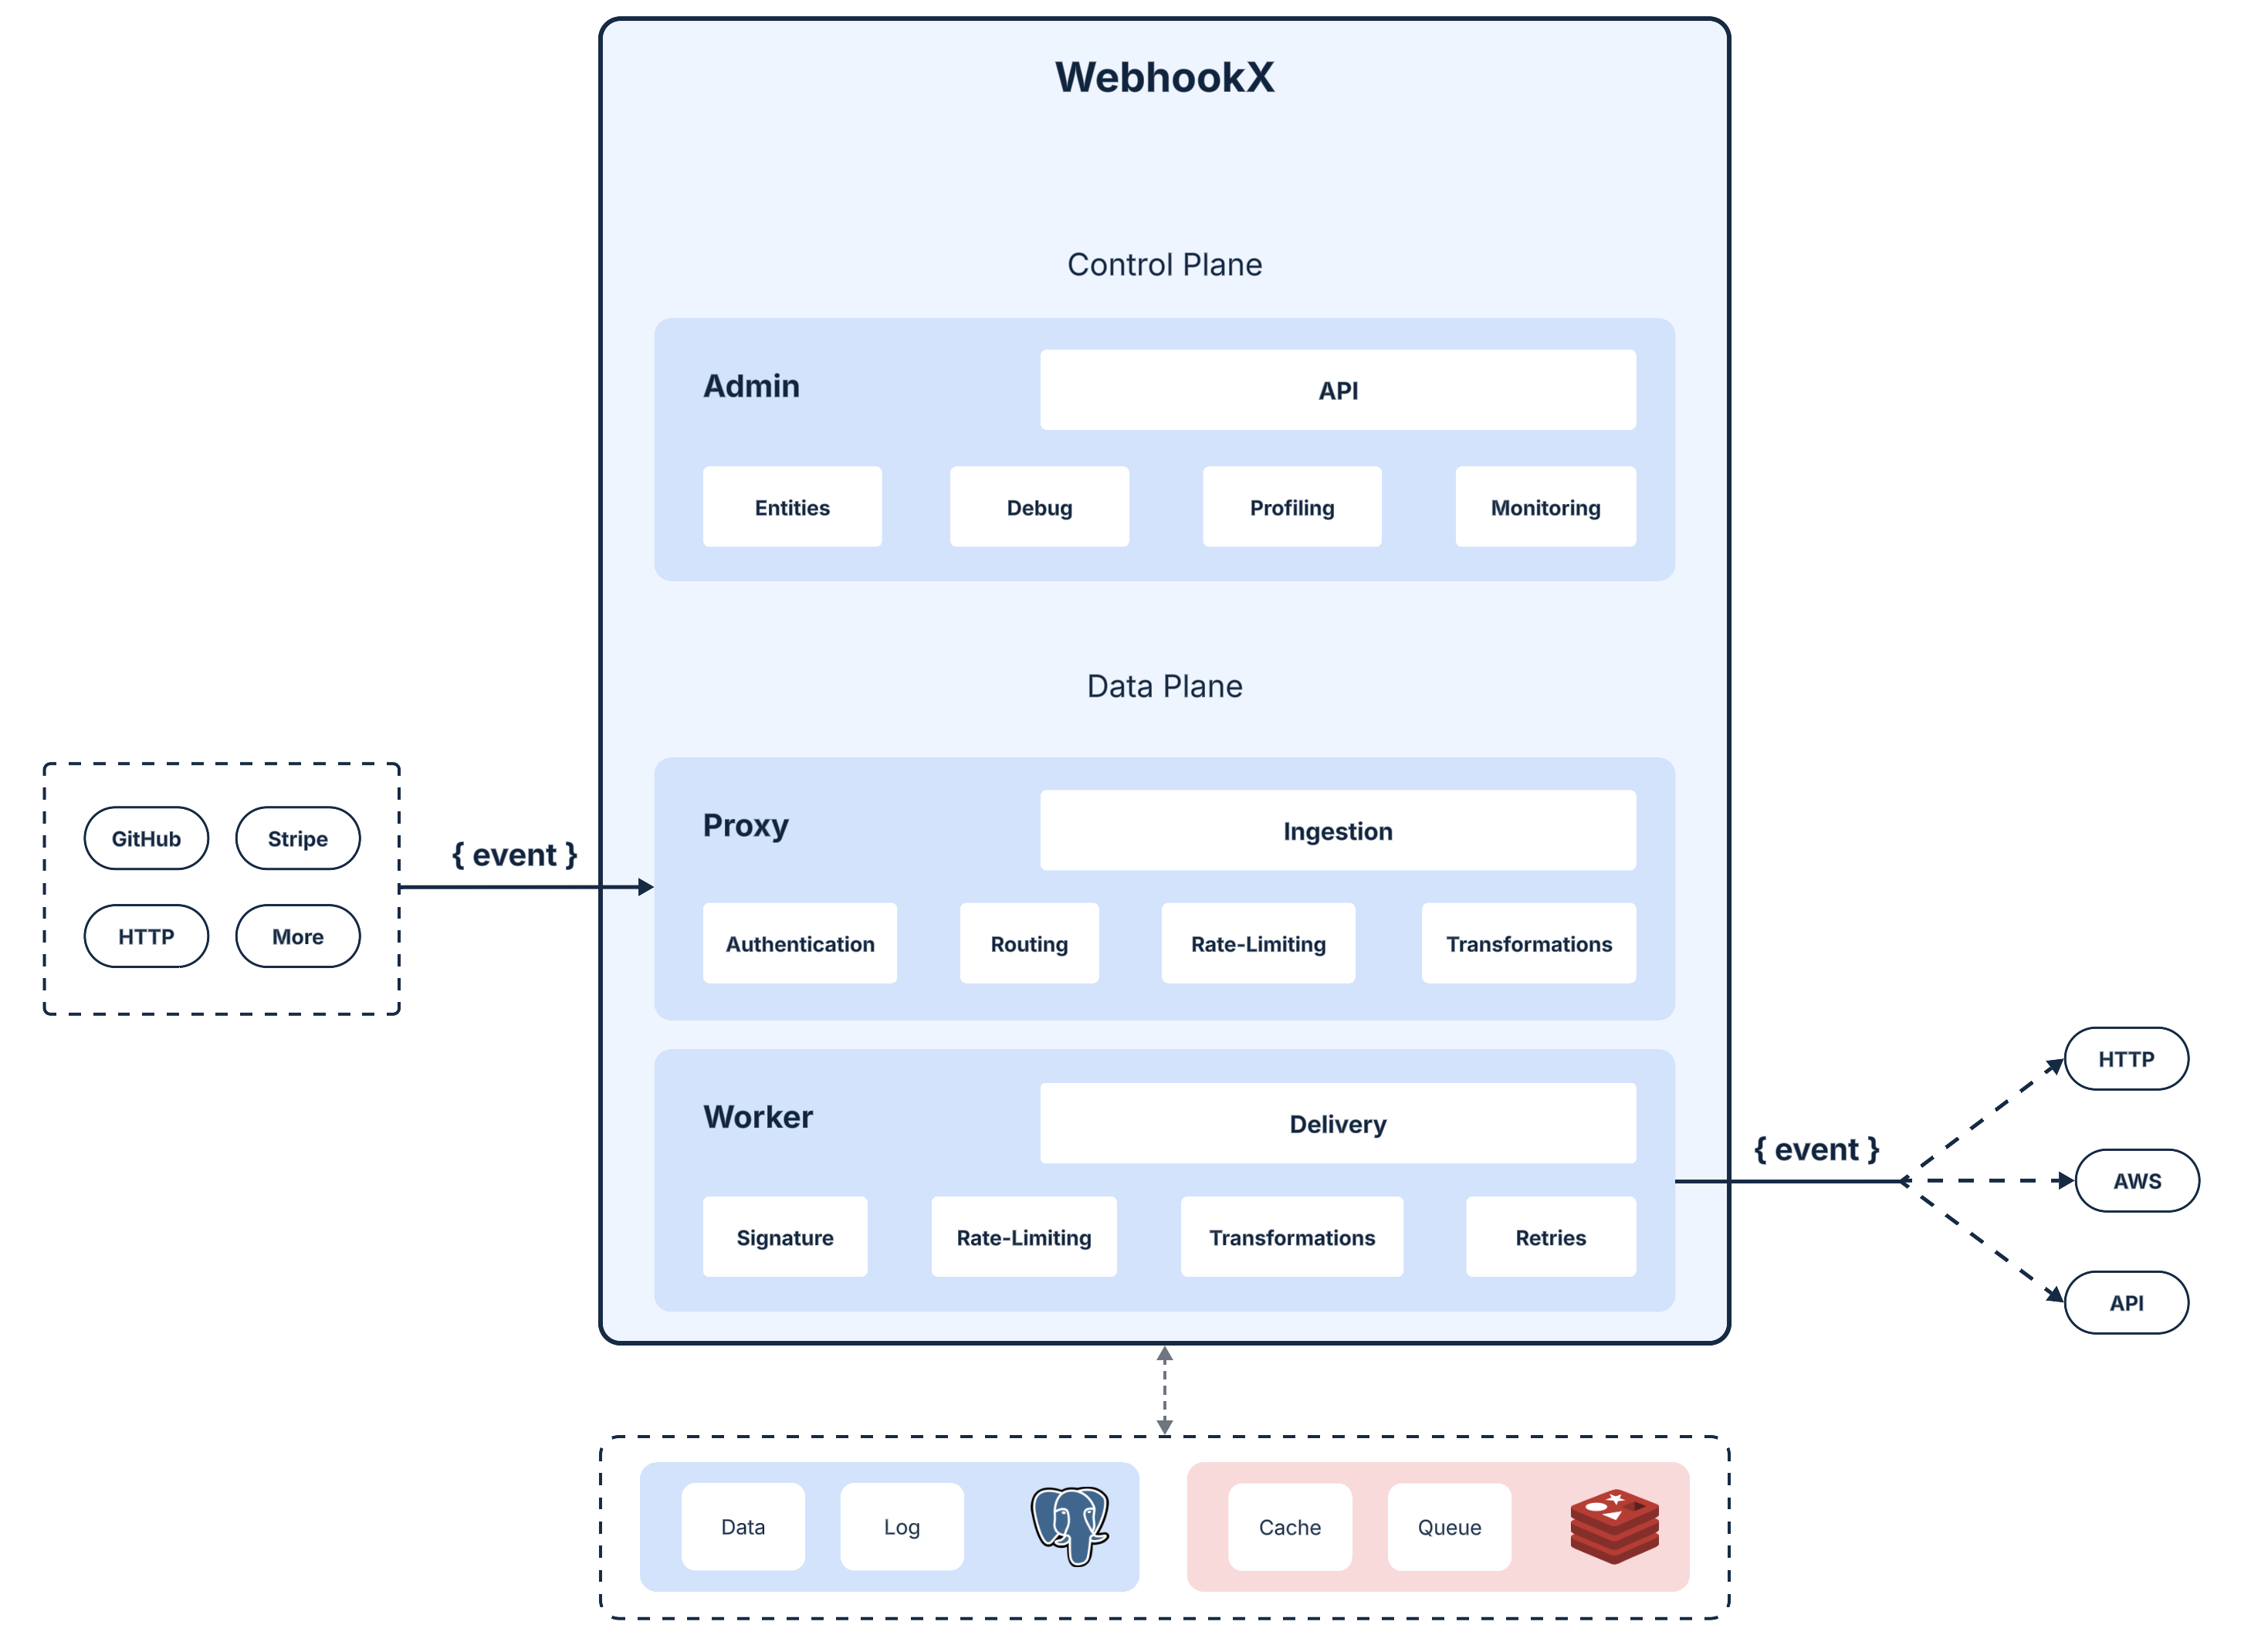 WebhookX
Control Plane
Admin
API
Entities
Debug
Profiling
Monitoring
Data Plane
GitHub
Stripe
HTTP
More
{ event }
Proxy
Ingestion
Authentication
Routing
Rate-Limiting
Transformations
Worker
Delivery
Signature
Rate-Limiting
Transformations
Retries
{ event }
HTTP
AWS
API
Data
Log
Cache
Queue